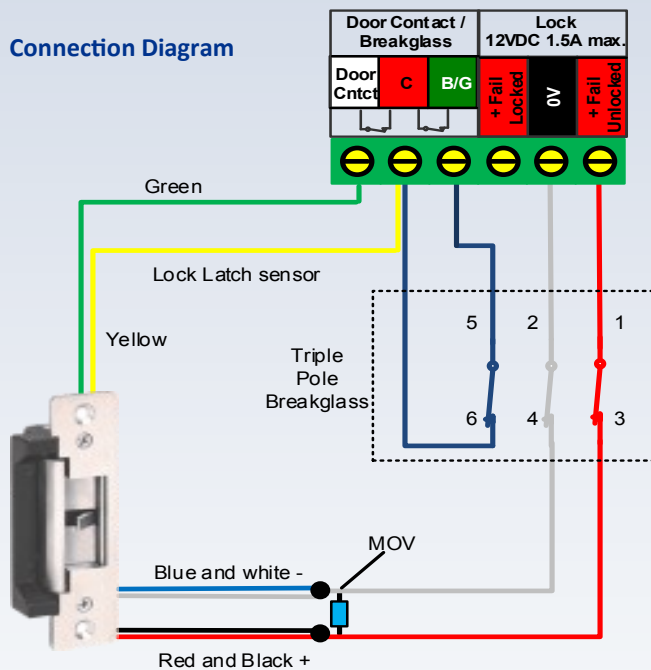 Connection Diagram
Door Contact /
Breakglass
Lock
12VDC 1.5A max.
Door
Cntct
C
B/G
+ Fail
Locked
0V
+ Fail
Unlocked
Green
Lock Latch sensor
Yellow
Triple
Pole
Breakglass
5
2
1
6
4
3
MOV
Blue and white -
Red and Black +